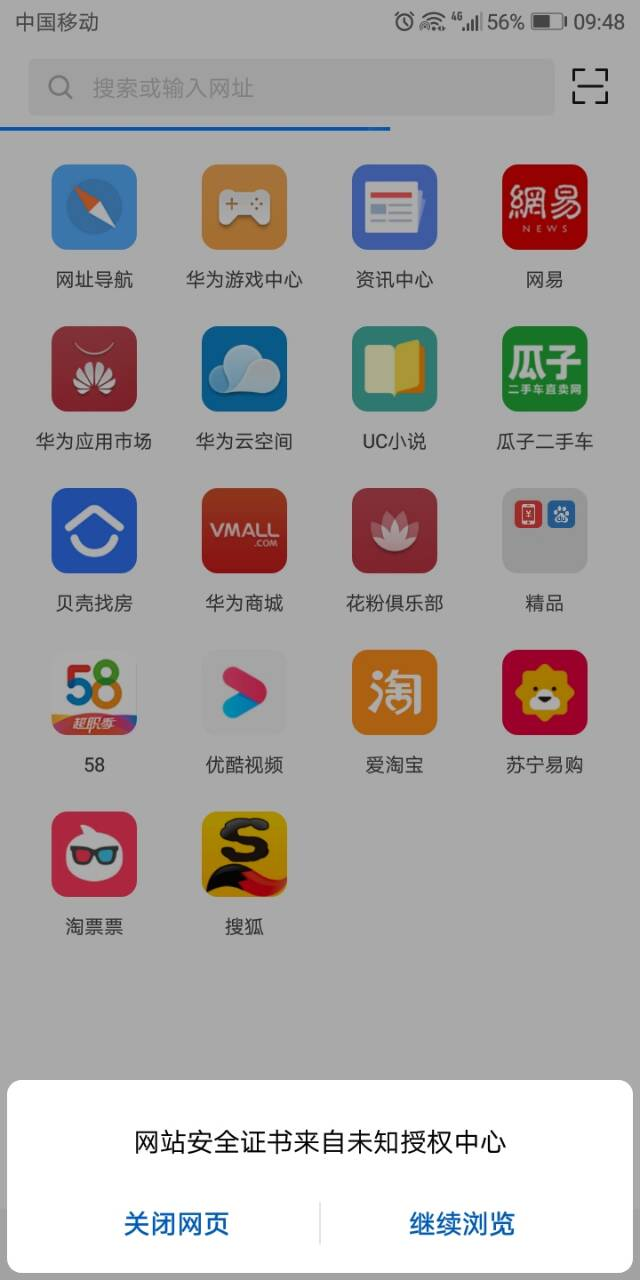 中国移动 4G 56% 09:48
搜索或输入网址
網易
NEWS
网址导航 华为游戏中心 资讯中心 网易
瓜子
二手车直卖网
华为应用市场 华为云空间 UC小说 瓜子二手车
VMALL
.COM
贝壳找房 华为商城 花粉俱乐部 精品
58
超职季
淘
58 优酷视频 爱淘宝 苏宁易购
S
淘票票 搜狐
网站安全证书来自未知授权中心
关闭网页 继续浏览